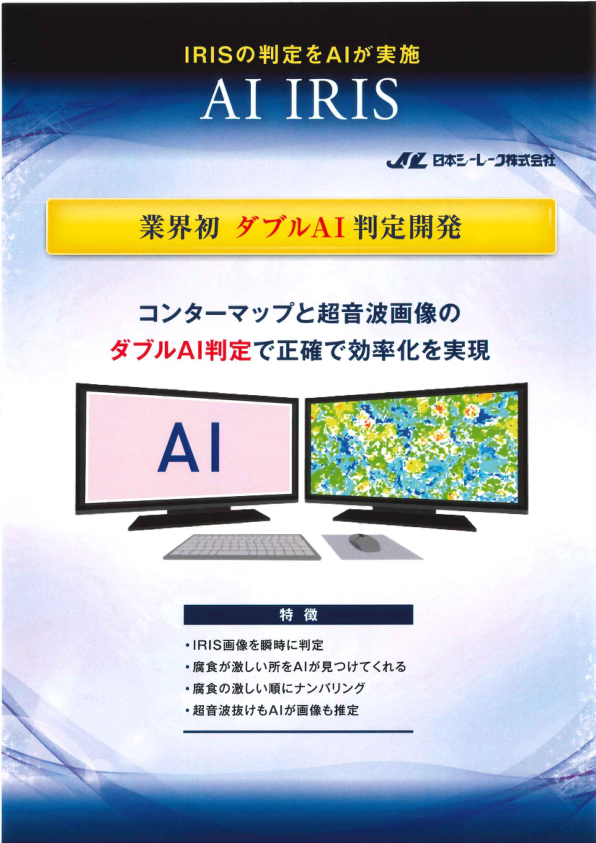 IRISの判定をAIが実施
AI IRIS
日本シーレーク株式会社
業界初 ダブルAI 判定開発
コンターマップと超音波画像の
ダブルAI判定で正確で効率化を実現
AI
特 徴
・IRIS画像を瞬時に判定
・腐食が激しい所をAIが見つけてくれる
・腐食の激しい順にナンバリング
・超音波抜けもAIが画像も推定